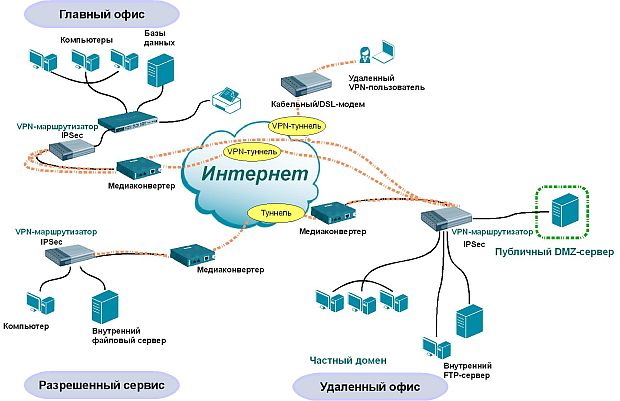 Главный офис
Компьютеры
Базы
данных
Удаленный
VPN-пользователь
Кабельный/DSL-модем
VPN-маршрутизатор
IPSec
VPN-туннель
VPN-туннель
Медиаконвертер
Интернет
Туннель
VPN-маршрутизатор
IPSec
Медиаконвертер
Медиаконвертер
VPN-маршрутизатор
IPSec
Публичный DMZ-сервер
Компьютер
Внутренний
файловый сервер
Частный домен
Внутренний
FTP-сервер
Разрешенный сервис
Удаленный офис